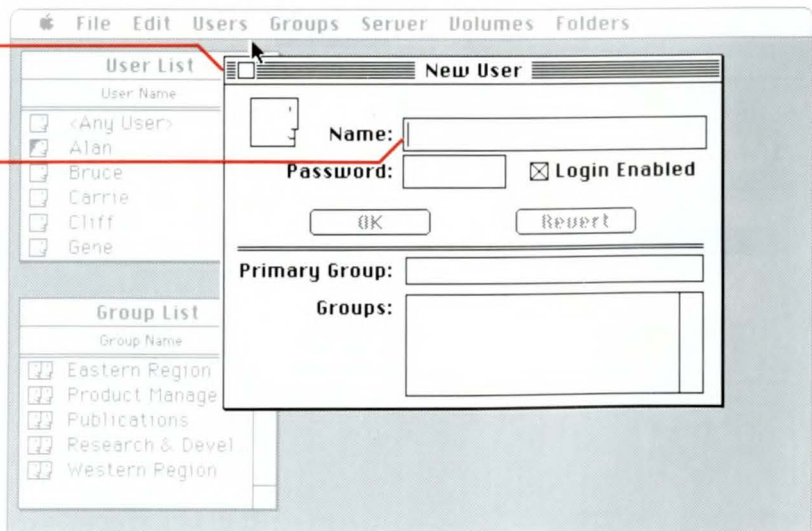 File Edit Users Groups Server Volumes Folders
User List
User Name
<Any User>
Alan
Bruce
Carrie
Cliff
Gene
Group List
Group Name
Eastern Region
Product Manage
Publications
Research & Devel
Western Region
New User
Name:
Password:
Login Enabled
OK
Revert
Primary Group:
Groups: